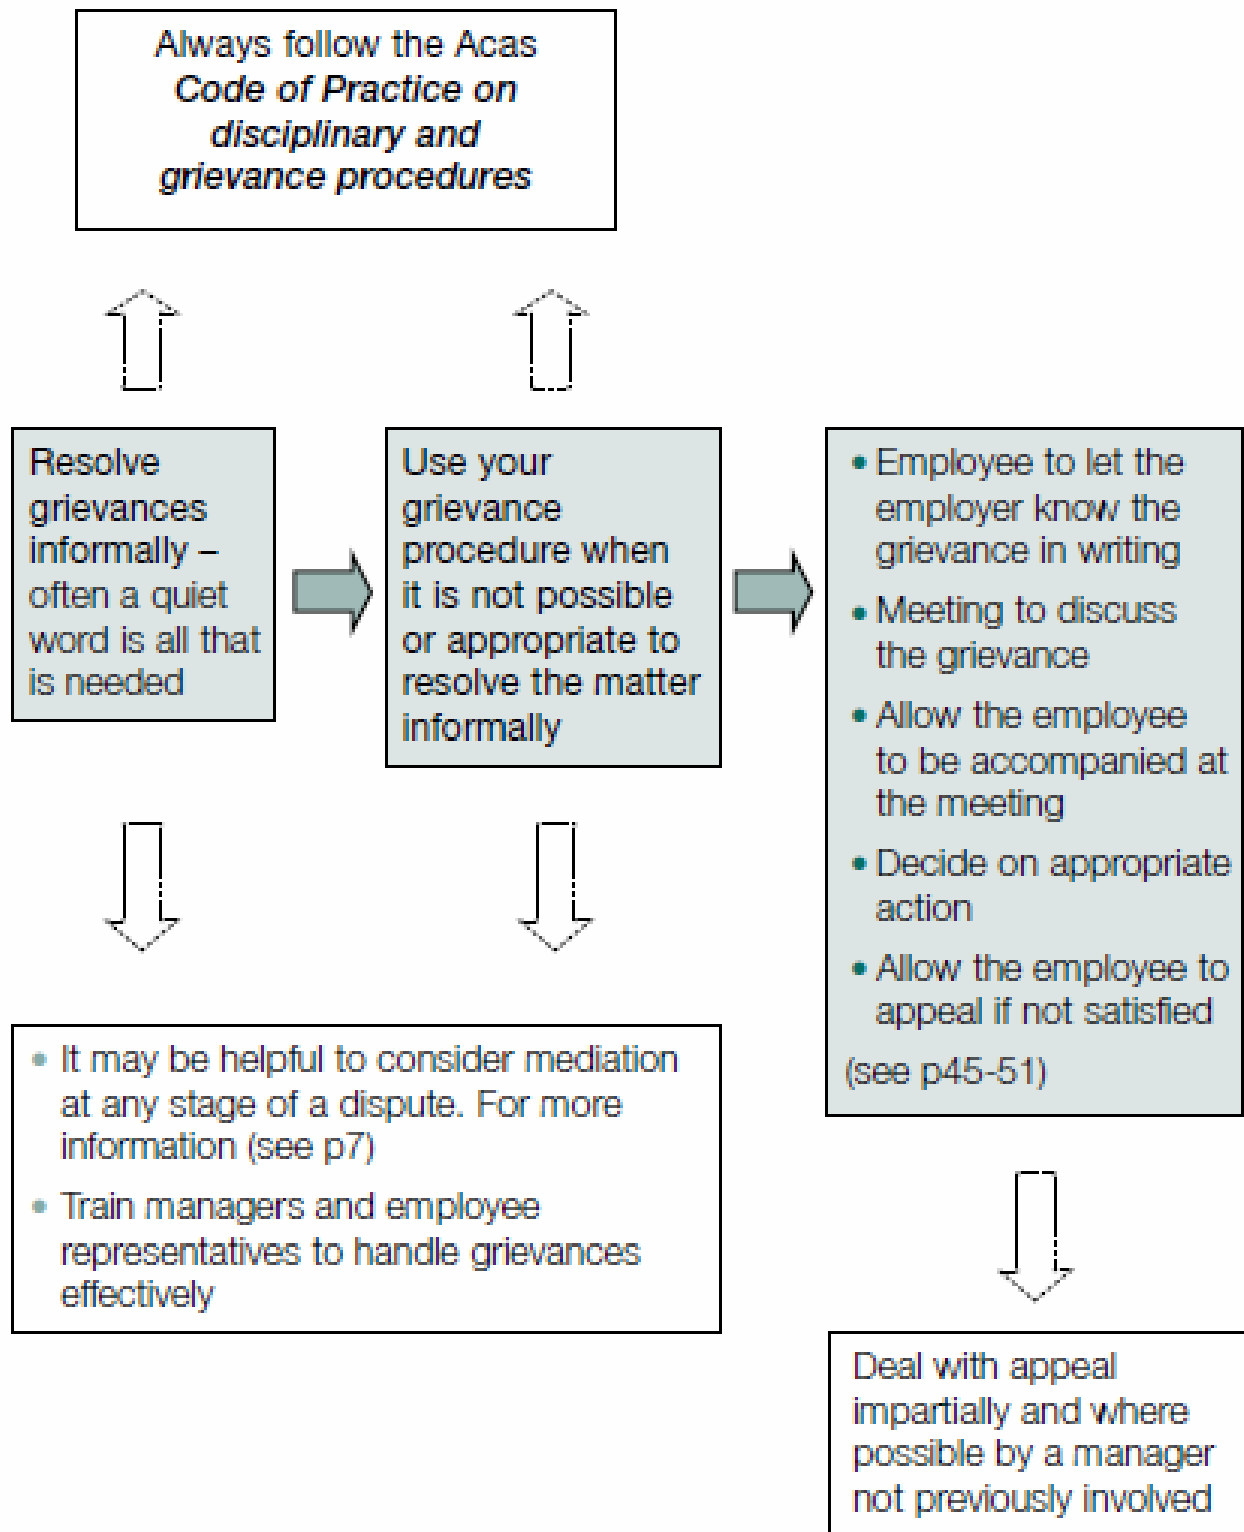 Always follow the Acas
Code of Practice on
disciplinary and
grievance procedures
Resolve
grievances
informally –
often a quiet
word is all that
is needed
Use your
grievance
procedure when
it is not possible
or appropriate to
resolve the matter
informally
• Employee to let the
employer know the
grievance in writing
• Meeting to discuss
the grievance
• Allow the employee
to be accompanied at
the meeting
• Decide on appropriate
action
• Allow the employee to
appeal if not satisfied
(see p45-51)
• It may be helpful to consider mediation
at any stage of a dispute. For more
information (see p7)
• Train managers and employee
representatives to handle grievances
effectively
Deal with appeal
impartially and where
possible by a manager
not previously involved